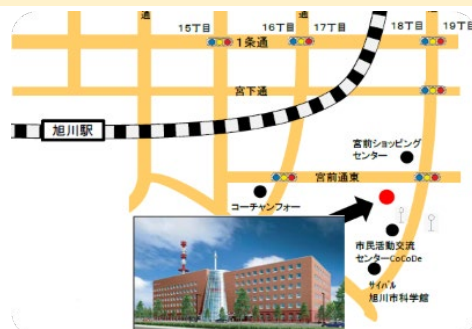 通
通
通
15丁目
16丁目
17丁目
18丁目
19丁目
1条通
宮下通
旭川駅
宮前ショッピング
センター
宮前通東
コーチャンフォー
市民活動交流
センターCoCoDe
サイパル
旭川市科学館